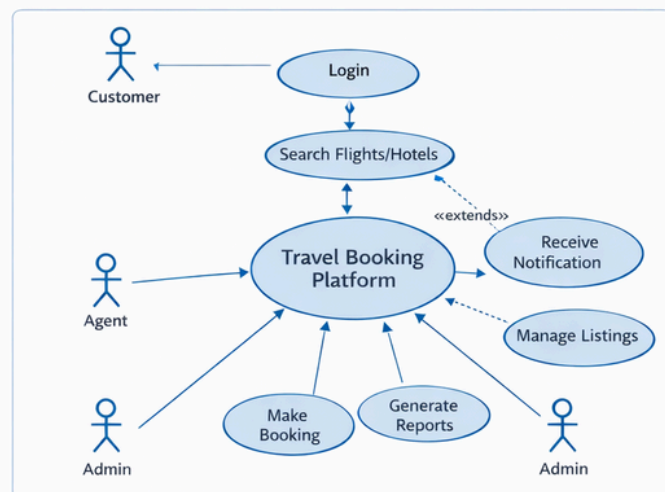 Login
Customer
Search Flights/Hotels
«extends»
Travel Booking
Platform
Receive
Notification
Agent
Manage Listings
Make
Booking
Generate
Reports
Admin
Admin